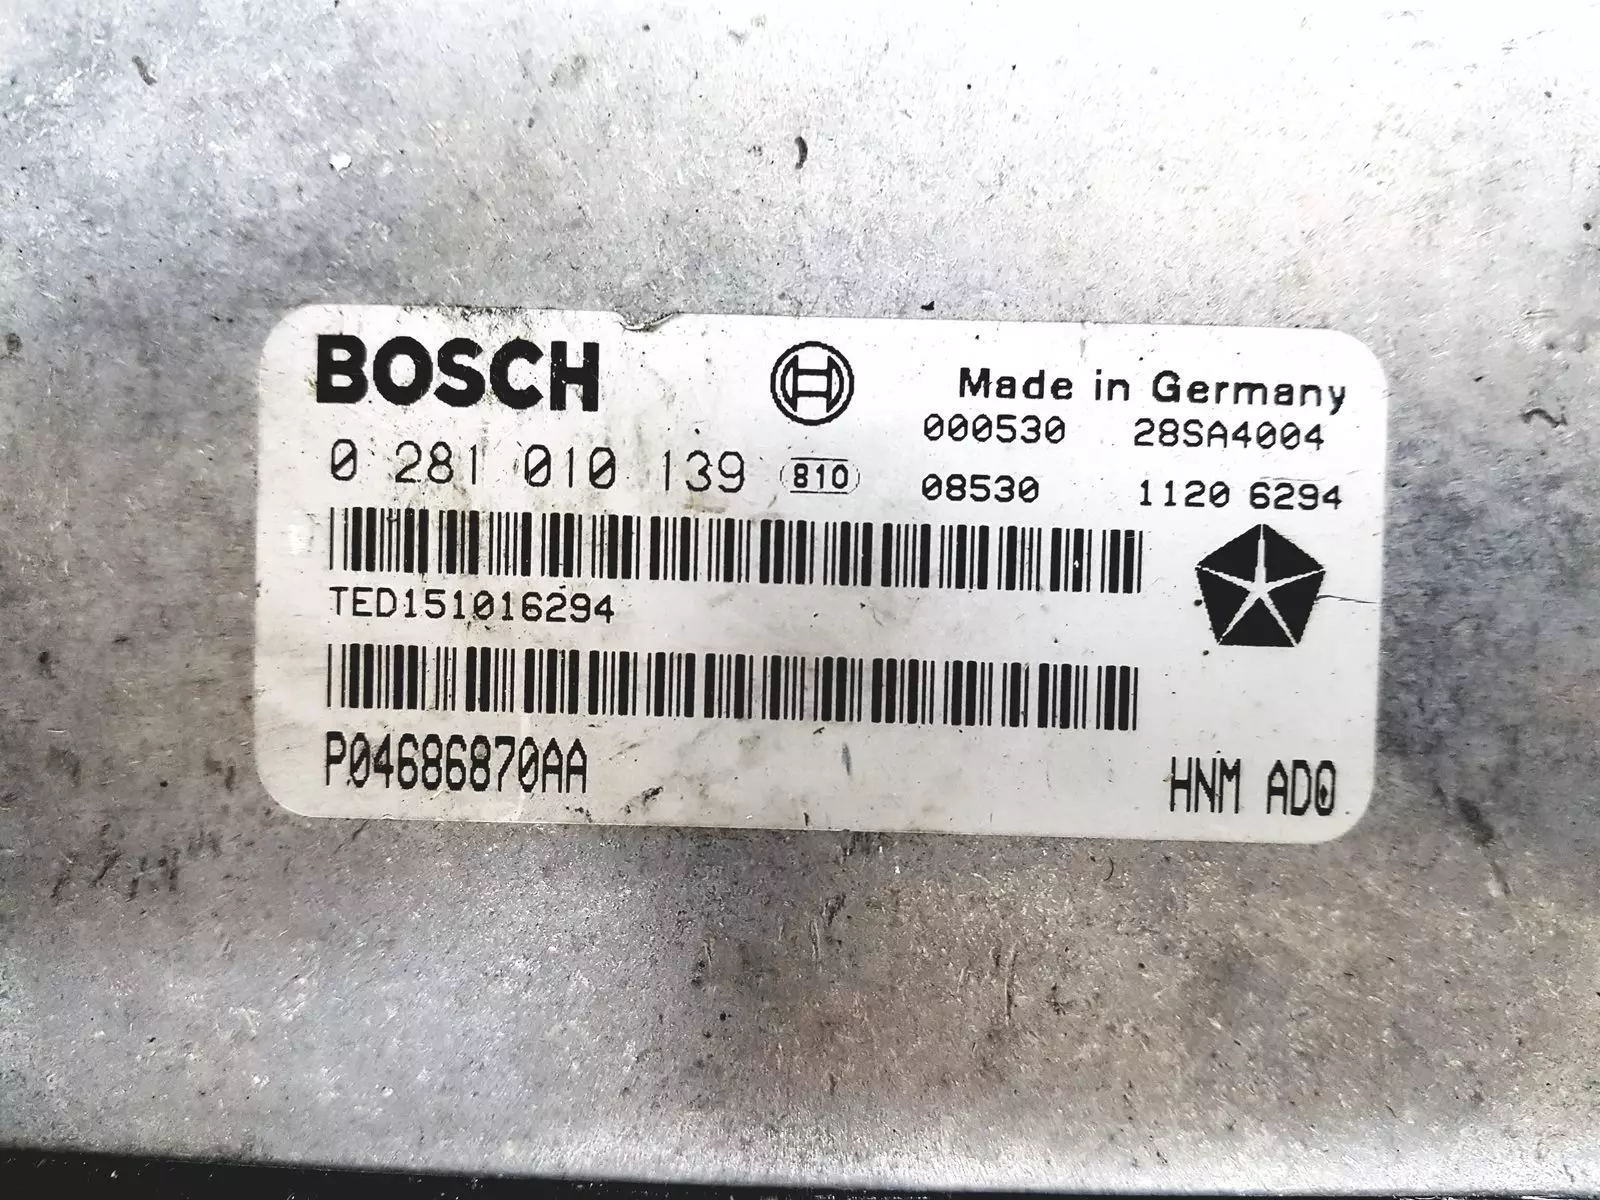 BOSCH
Made in Germany
000530 28SA4004
0 281 010 139 810
08530 1120 6294
TED151016294
P04686870AA
HNM AD0